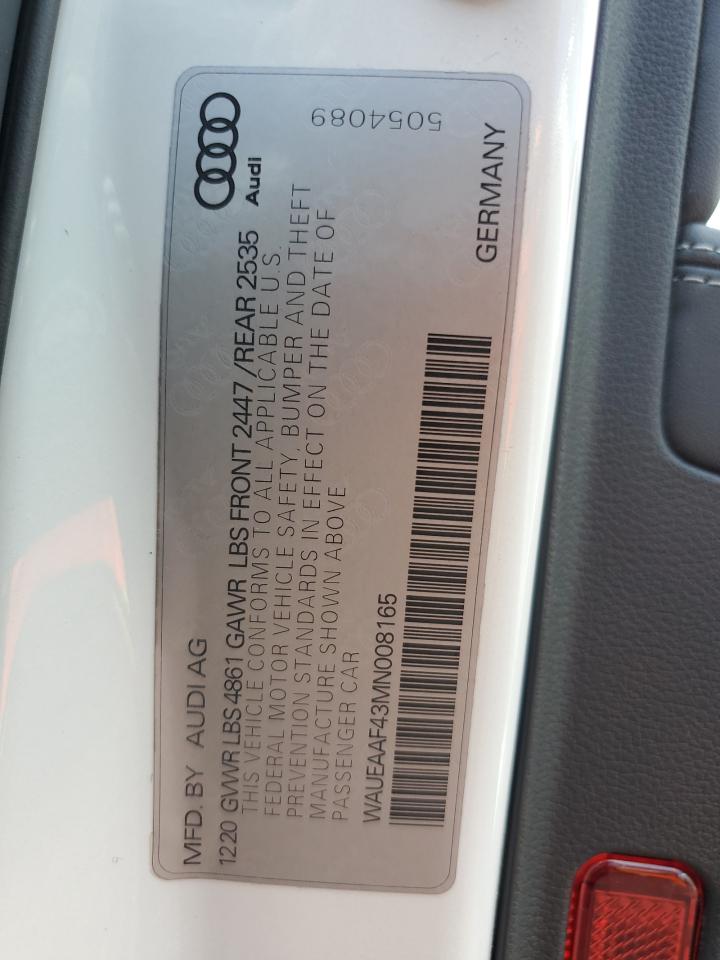 MFD. BY AUDI AG
1220 GVWR LBS 4861 GAWR LBS FRONT 2447 /REAR 2535
THIS VEHICLE CONFORMS TO ALL APPLICABLE U.S.
FEDERAL MOTOR VEHICLE SAFETY, BUMPER AND THEFT
PREVENTION STANDARDS IN EFFECT ON THE DATE OF
MANUFACTURE SHOWN ABOVE
PASSENGER CAR
WAUEAAF43MN008165
Audi
5054089
GERMANY